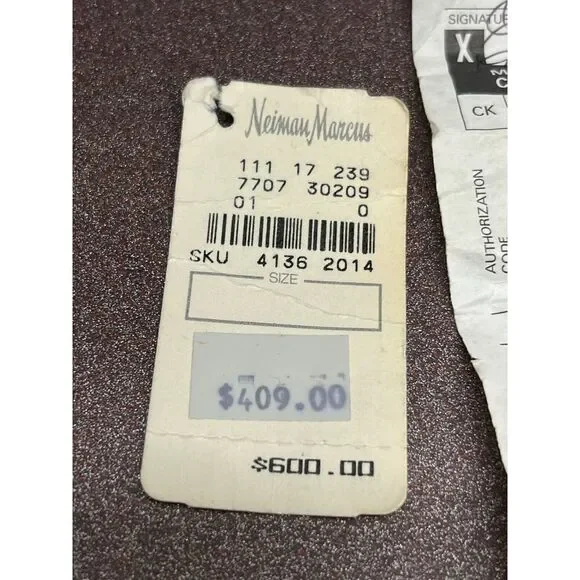 Neiman Marcus
111 17 239
7707 30209
01 0
SKU 4136 2014
SIZE
$409.00
$600.00
SIGNATURE
X
CK
AUTHORIZATION
CODE